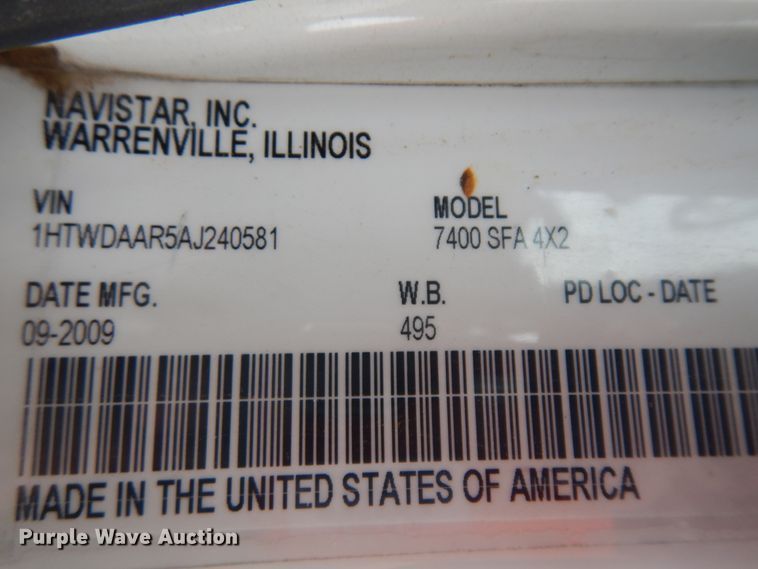 NAVISTAR, INC.
WARRENVILLE, ILLINOIS
VIN
1HTWDAAR5AJ240581
MODEL
7400 SFA 4X2
DATE MFG.
09-2009
W.B.
495
PD LOC - DATE
MADE IN THE UNITED STATES OF AMERICA
Purple Wave Auction